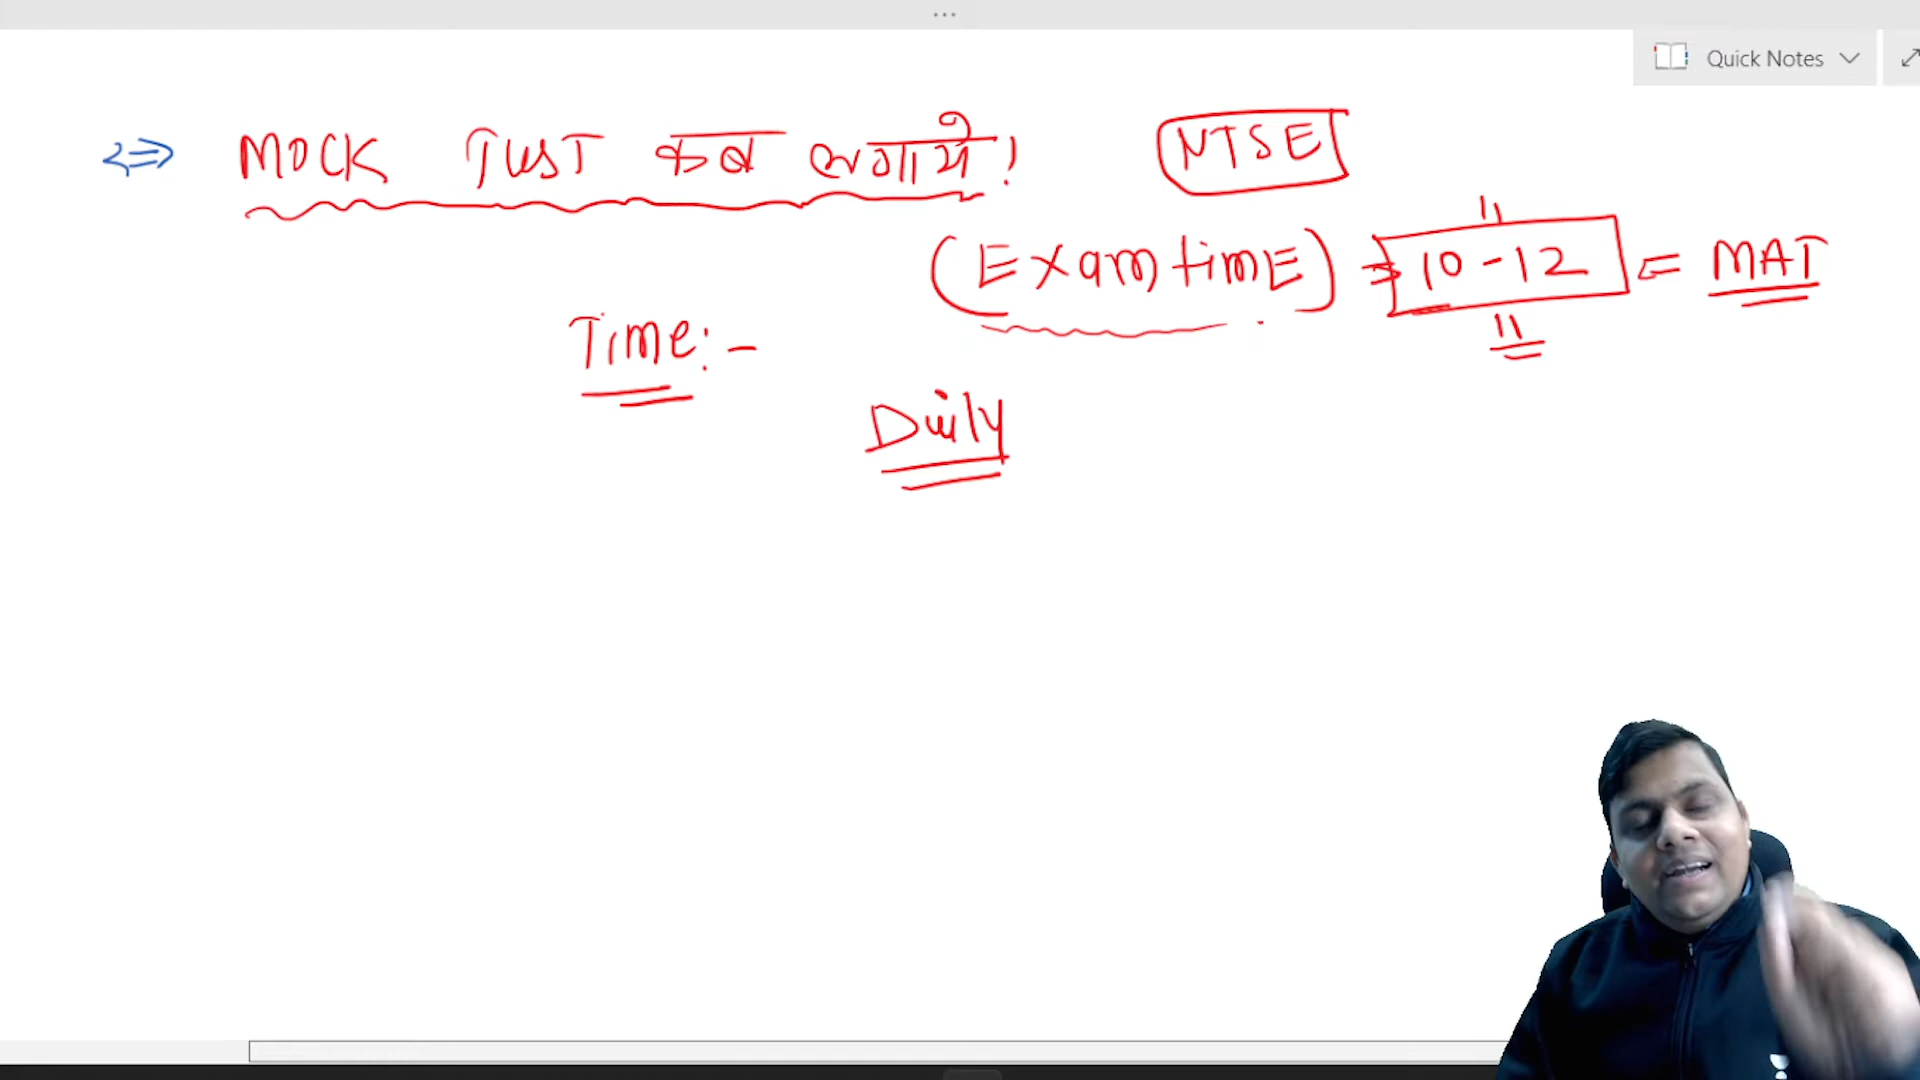 ...
Quick Notes
⇒ MOCK TEST कब लगाये! NTSE
(Exam timE) = 10-12 = MAT
Time:-
Daily